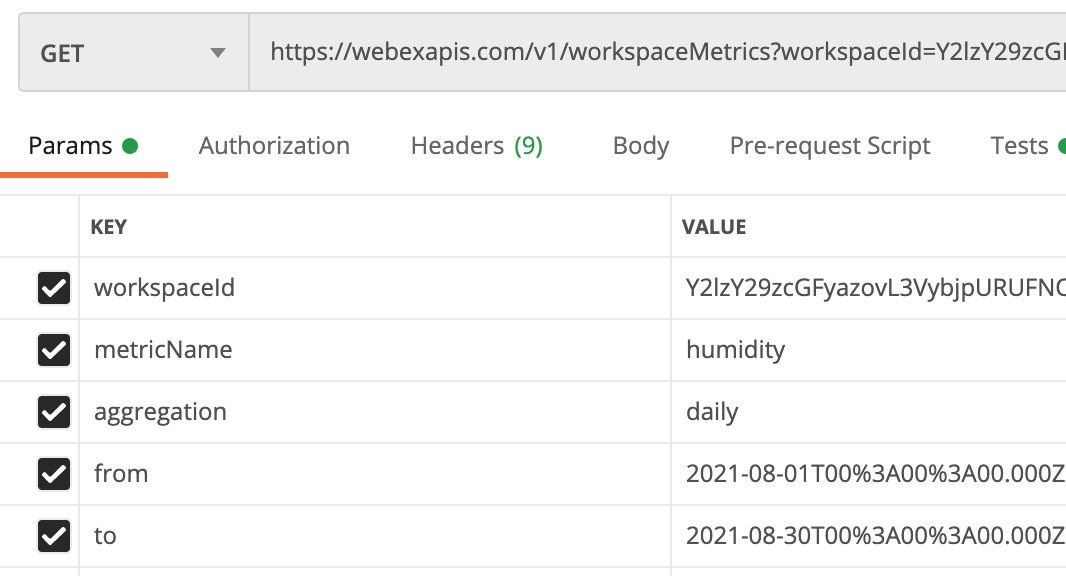 GET https://webexapis.com/v1/workspaceMetrics?workspaceId=Y2lzY29zcG
Params Authorization Headers (9) Body Pre-request Script Tests
KEY VALUE
workspaceId Y2lzY29zcGFyazovL3VybjpURUFN
metricName humidity
aggregation daily
from 2021-08-01T00%3A00%3A00.000Z
to 2021-08-30T00%3A00%3A00.000Z